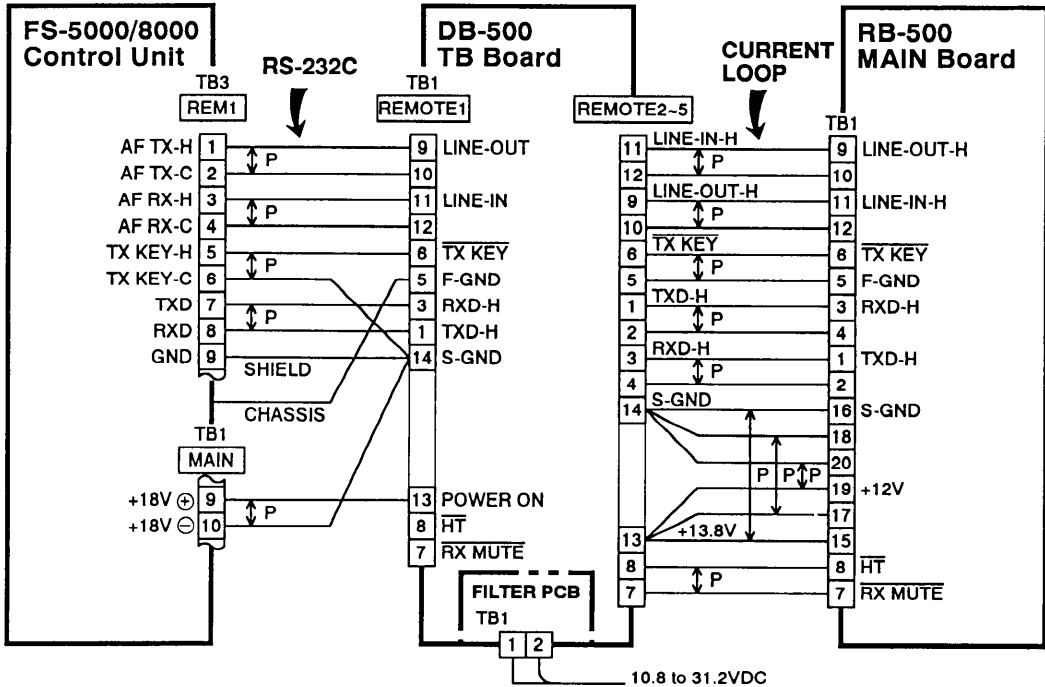 FS-5000/8000
Control Unit
DB-500
TB Board
RB-500
MAIN Board
RS-232C
CURRENT
LOOP
TB3
REM1
TB1
REMOTE1
REMOTE2~5
TB1
AF TX-H 1 9 LINE-OUT
P
AF TX-C 2 10
AF RX-H 3 11 LINE-IN
P
AF RX-C 4 12
TX KEY-H 5 6 TX KEY
P
TX KEY-C 6 5 F-GND
TXD 7 3 RXD-H
P
RXD 8 1 TXD-H
GND 9 14 S-GND
SHIELD
CHASSIS
TB1
MAIN
+18V ⊕ 9 13 POWER ON
P
+18V ⊖ 10 8 HT
7 RX MUTE
11 LINE-IN-H 9 LINE-OUT-H
P
12 10
9 LINE-OUT-H 11 LINE-IN-H
P
10 12
6 TX KEY 6 TX KEY
P
5 5 F-GND
1 TXD-H 3 RXD-H
P
2 4
3 RXD-H 1 TXD-H
P
4 2
14 S-GND 16 S-GND
18
20
P P P
19 +12V
17
13 +13.8V 15
8 8 HT
P
7 7 RX MUTE
FILTER PCB
TB1
1 2
10.8 to 31.2VDC